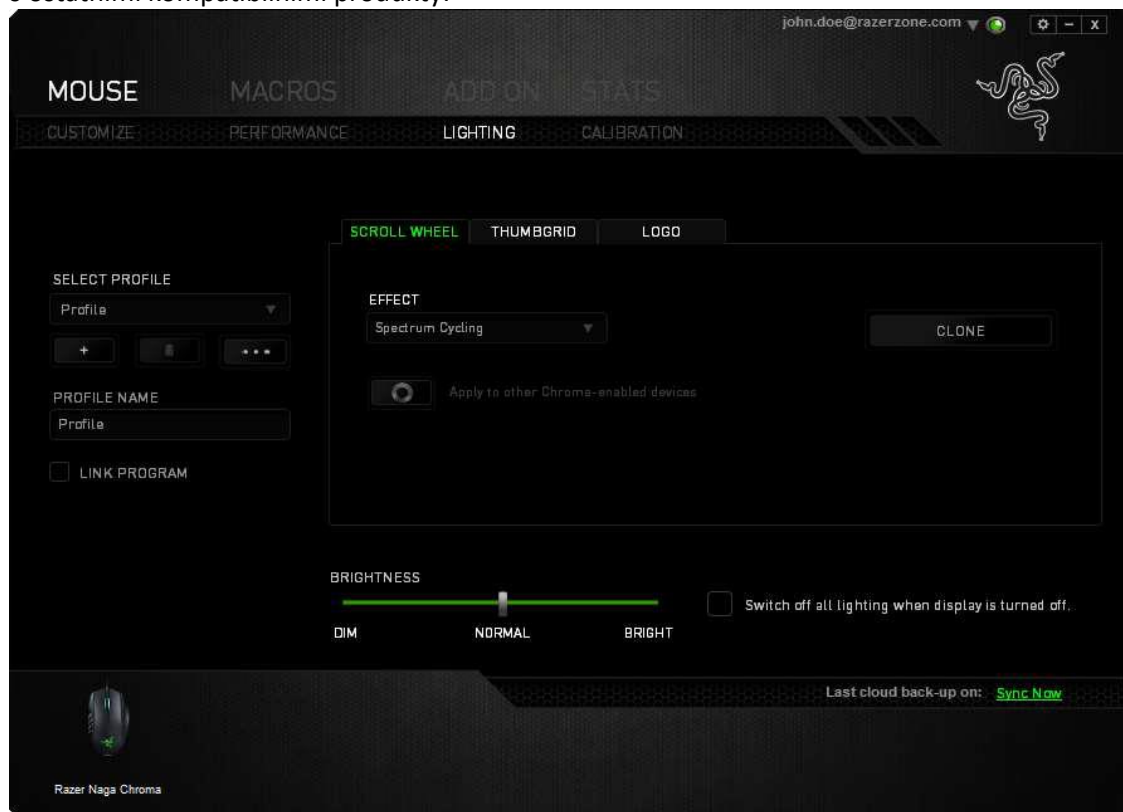 s ostatními kompatibilními produkty.
john.doe@razerzone.com
MOUSE MACROS ADD ON STATS
CUSTOMIZE PERFORMANCE LIGHTING CALIBRATION
SCROLL WHEEL THUMBGRID LOGO
SELECT PROFILE
Profile
+
PROFILE NAME
Profile
LINK PROGRAM
EFFECT
Spectrum Cycling
CLONE
Apply to other Chroma-enabled devices
BRIGHTNESS
DIM NORMAL BRIGHT
Switch off all lighting when display is turned off.
Last cloud back-up on: Sync Now
Razer Naga Chroma